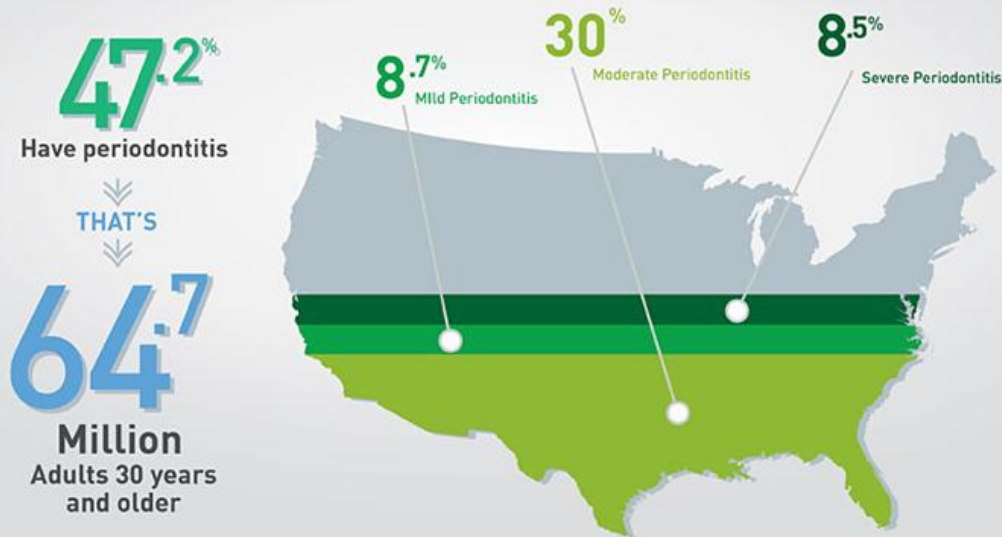 47.2%
Have periodontitis
THAT'S
64.7
Million
Adults 30 years
and older
8.7%
MIld Periodontitis
30%
Moderate Periodontitis
8.5%
Severe Periodontitis